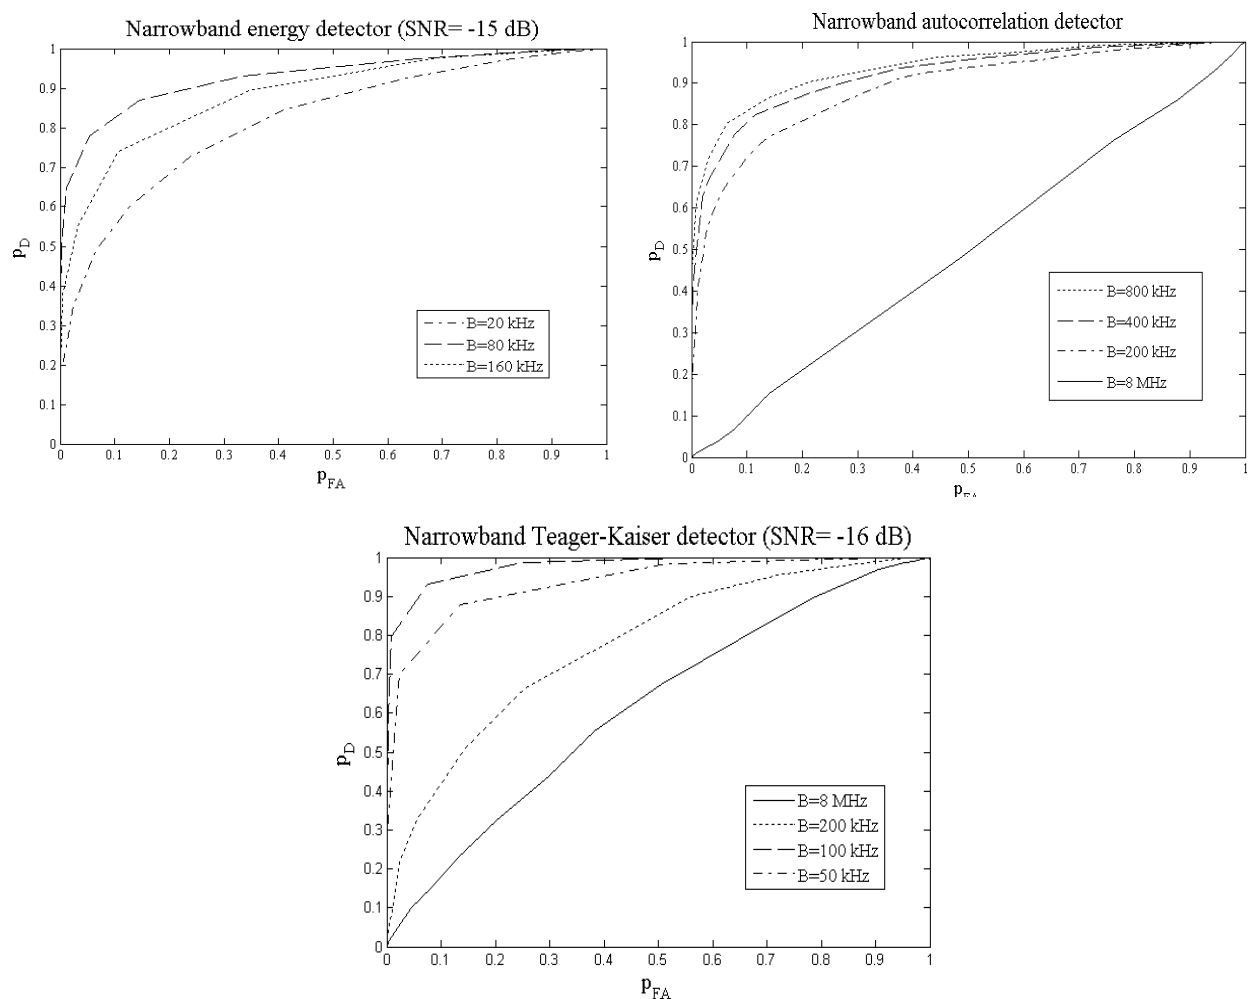 Narrowband energy detector (SNR= -15 dB)
1
0.9
0.8
0.7
0.6
0.5
0.4
0.3
0.2
0.1
0
pD
0 0.1 0.2 0.3 0.4 0.5 0.6 0.7 0.8 0.9 1
pFA
B=20 kHz
B=80 kHz
B=160 kHz
Narrowband autocorrelation detector
1
0.9
0.8
0.7
0.6
0.5
0.4
0.3
0.2
0.1
0
pD
0 0.1 0.2 0.3 0.4 0.5 0.6 0.7 0.8 0.9 1
pFA
B=800 kHz
B=400 kHz
B=200 kHz
B=8 MHz
Narrowband Teager-Kaiser detector (SNR= -16 dB)
1
0.9
0.8
0.7
0.6
0.5
0.4
0.3
0.2
0.1
0
pD
0 0.1 0.2 0.3 0.4 0.5 0.6 0.7 0.8 0.9 1
pFA
B=8 MHz
B=200 kHz
B=100 kHz
B=50 kHz